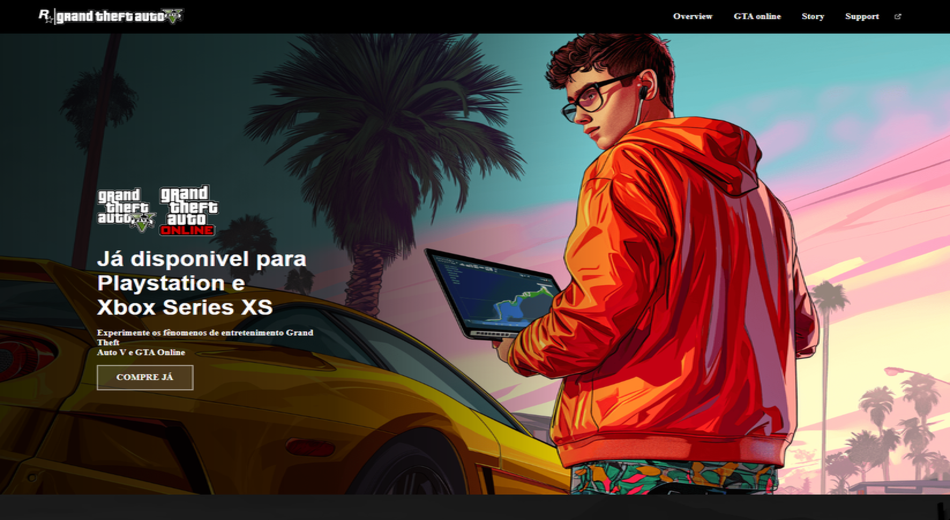 R grand theft auto V
Overview GTA online Story Support
grand theft auto V
grand theft auto ONLINE
Já disponivel para
Playstation e
Xbox Series XS
Experimente os fênomenos de entretenimento Grand
Theft
Auto V e GTA Online
COMPRE JÁ